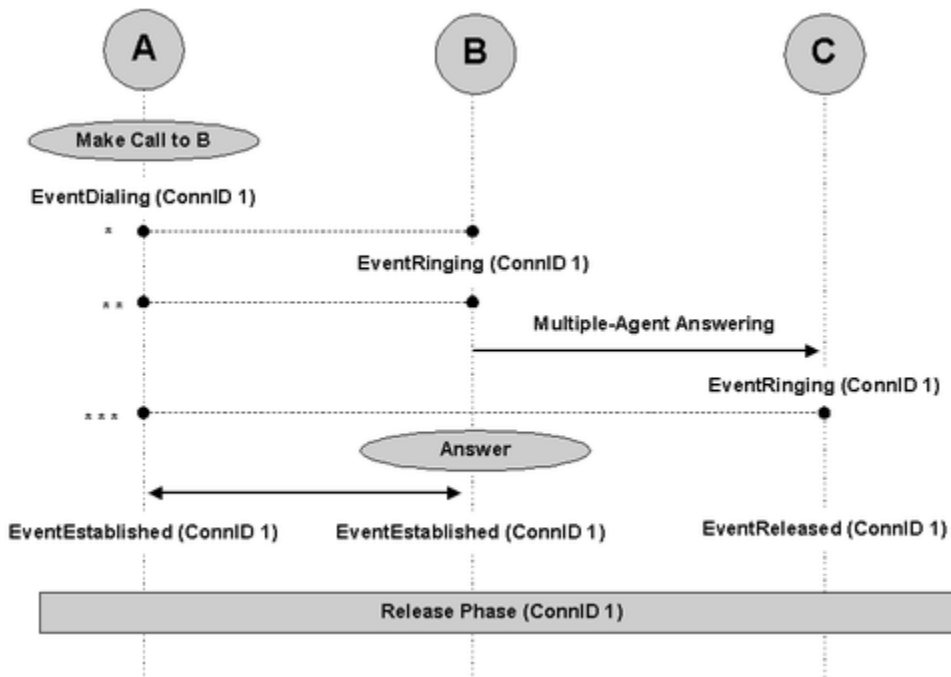 A
B
C
Make Call to B
EventDialing (ConnID 1)
*
EventRinging (ConnID 1)
* *
Multiple-Agent Answering
EventRinging (ConnID 1)
* * *
Answer
EventEstablished (ConnID 1)
EventEstablished (ConnID 1)
EventReleased (ConnID 1)
Release Phase (ConnID 1)